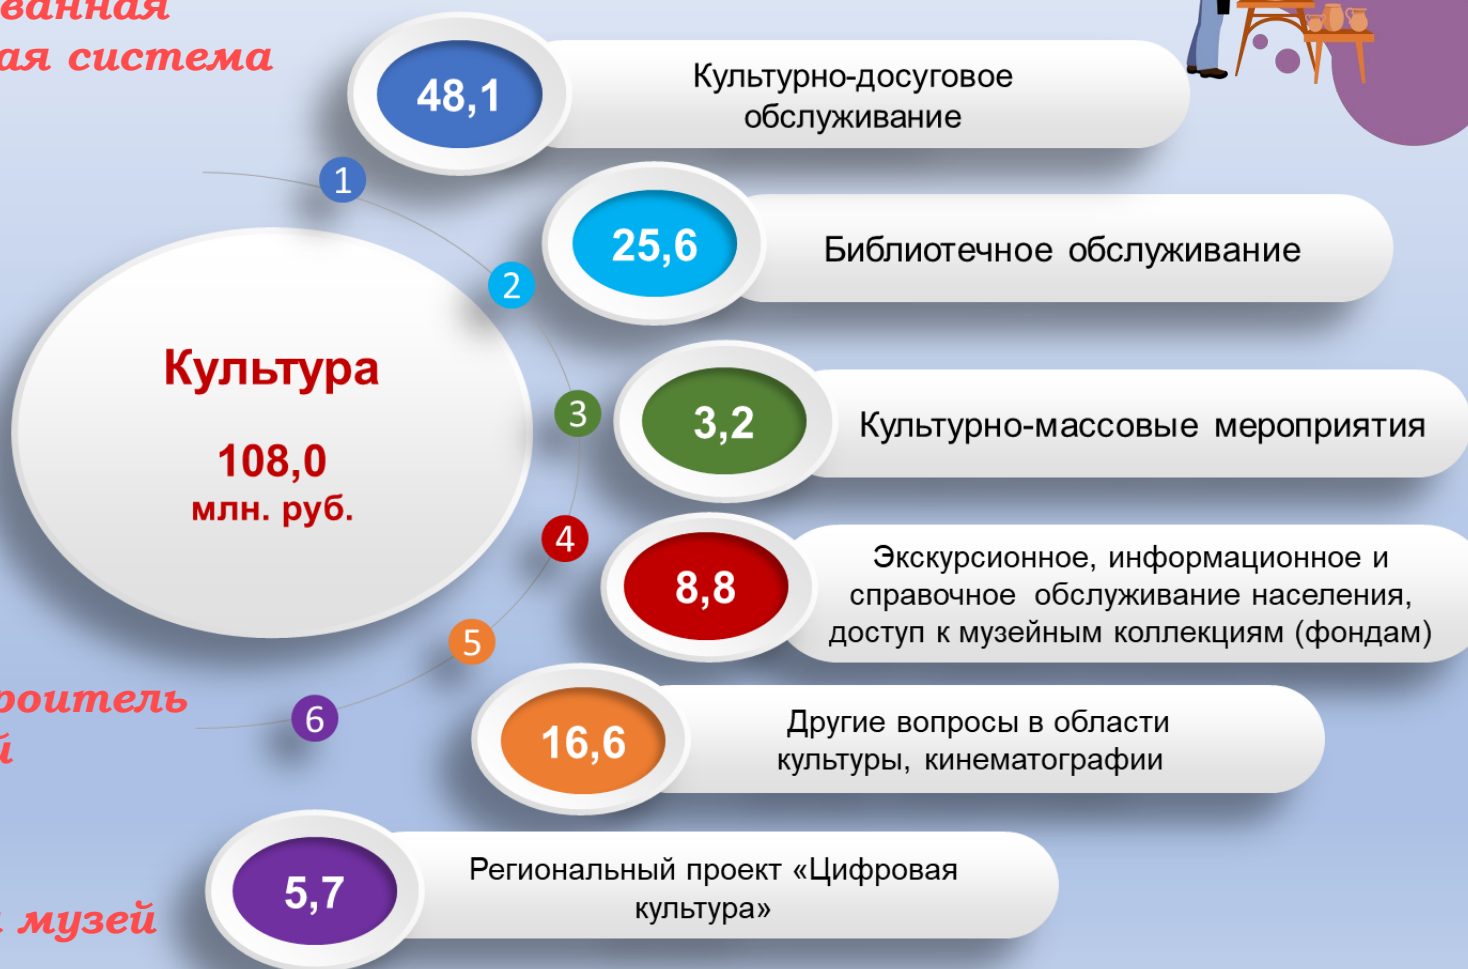 система
48,1
Культурно-досуговое
обслуживание
1
25,6
Библиотечное обслуживание
2
Культура
108,0
млн. руб.
3
3,2
Культурно-массовые мероприятия
4
8,8
Экскурсионное, информационное и
справочное обслуживание населения,
доступ к музейным коллекциям (фондам)
5
16,6
Другие вопросы в области
культуры, кинематографии
6
5,7
Региональный проект «Цифровая
культура»
музей